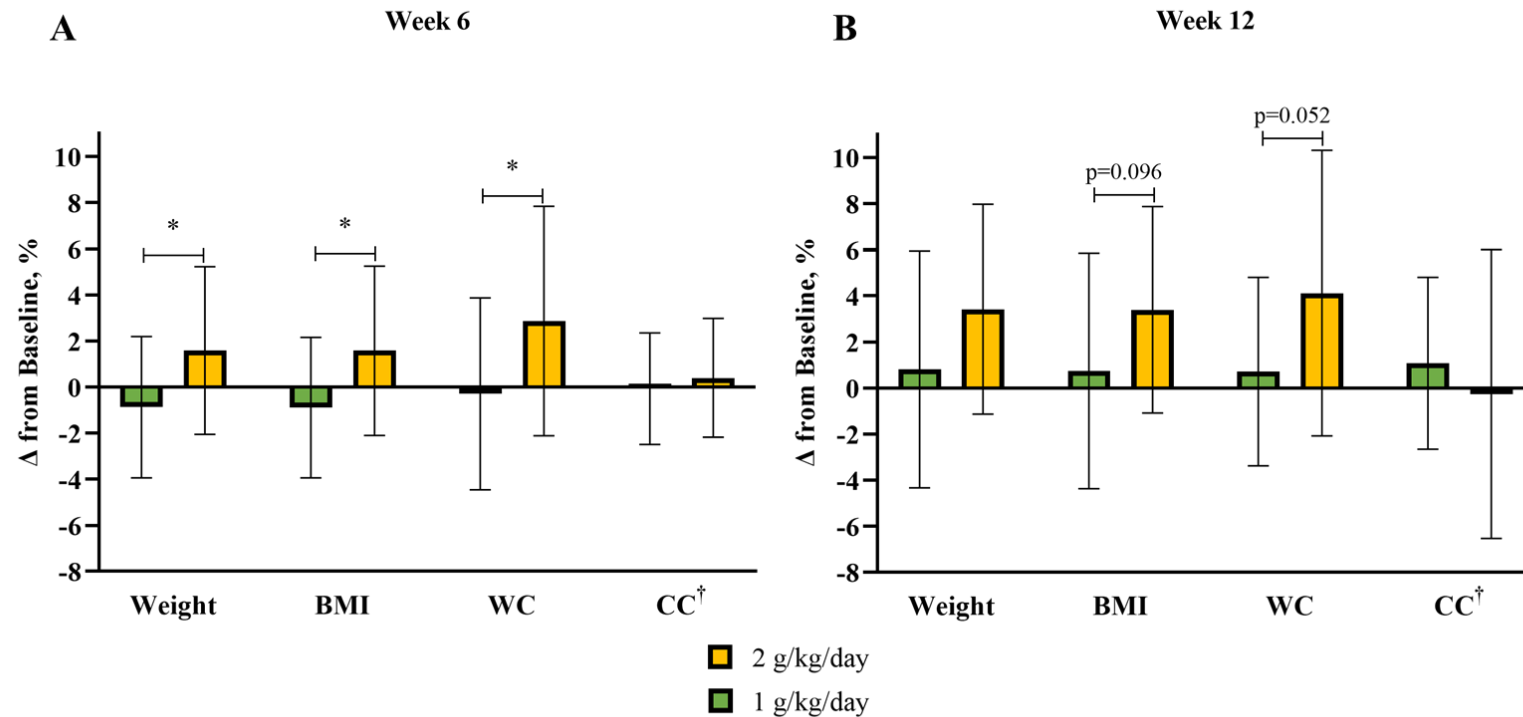 A
Week 6
Δ from Baseline, %
10
8
6
4
2
0
-2
-4
-6
-8
*
*
*
Weight
BMI
WC
CC†
B
Week 12
Δ from Baseline, %
10
8
6
4
2
0
-2
-4
-6
-8
p=0.096
p=0.052
Weight
BMI
WC
CC†
2 g/kg/day
1 g/kg/day